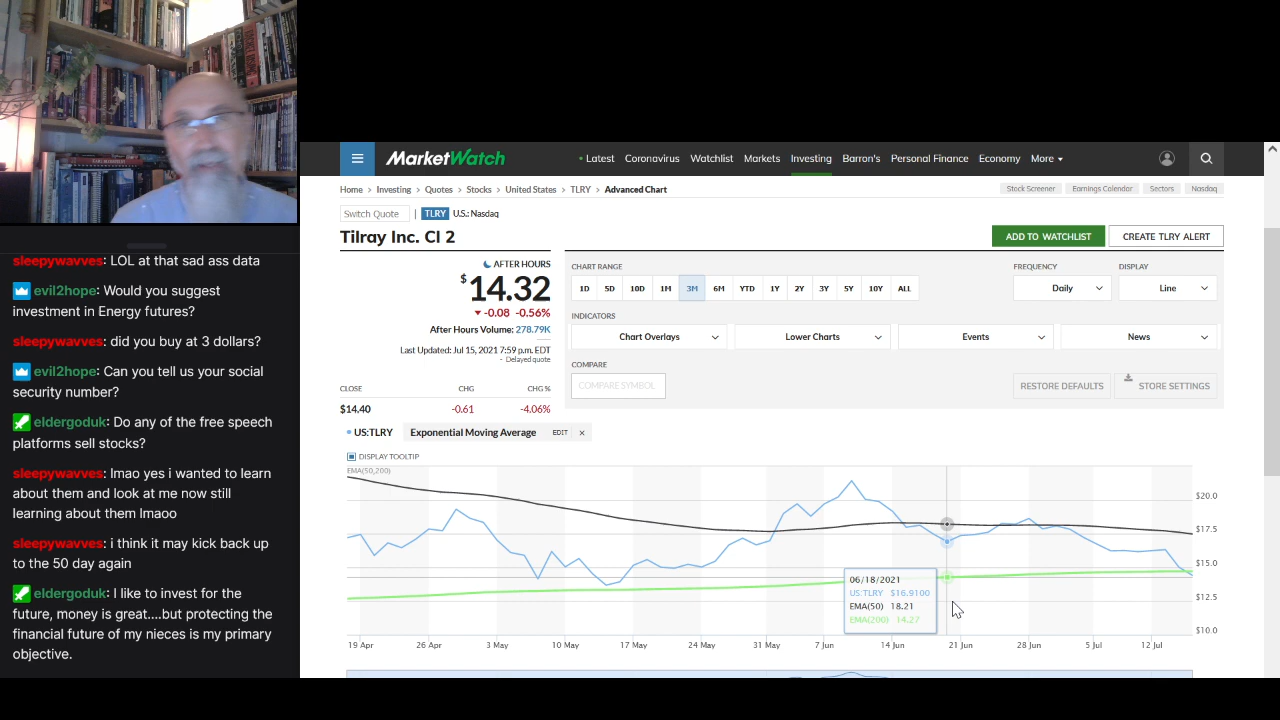 sleepywavves: LOL at that sad ass data
evil2hope: Would you suggest
investment in Energy futures?
sleepywavves: did you buy at 3 dollars?
evil2hope: Can you tell us your social
security number?
eldergoduk: Do any of the free speech
platforms sell stocks?
sleepywavves: lmao yes i wanted to learn
about them and look at me now still
learning about them lmaoo
sleepywavves: i think it may kick back up
to the 50 day again
eldergoduk: I like to invest for the
future, money is great....but protecting the
financial future of my nieces is my primary
objective.
MarketWatch
Latest Coronavirus Watchlist Markets Investing Barron's Personal Finance Economy More
Home > Investing > Quotes > Stocks > United States > TLRY > Advanced Chart
Stock Screener Earnings Calendar Sectors Nasdaq
Switch Quote | TLRY U.S.: Nasdaq
Tilray Inc. Cl 2
ADD TO WATCHLIST CREATE TLRY ALERT
AFTER HOURS
$14.32
-0.08 -0.56%
After Hours Volume: 278.79K
Last Updated: Jul 15, 2021 7:59 p.m. EDT
- Delayed quote
CLOSE CHG CHG %
$14.40 -0.61 -4.06%
CHART RANGE FREQUENCY DISPLAY
1D 5D 10D 1M 3M 6M YTD 1Y 2Y 3Y 5Y 10Y ALL Daily Line
INDICATORS
Chart Overlays Lower Charts Events News
COMPARE
COMPARE SYMBOL RESTORE DEFAULTS STORE SETTINGS
US:TLRY Exponential Moving Average EDIT x
DISPLAY TOOLTIP
EMA(50,200)
$20.0
$17.5
$15.0
$12.5
$10.0
06/18/2021
US:TLRY $16.9100
EMA(50) 18.21
EMA(200) 14.27
19 Apr 26 Apr 3 May 10 May 17 May 24 May 31 May 7 Jun 14 Jun 21 Jun 28 Jun 5 Jul 12 Jul